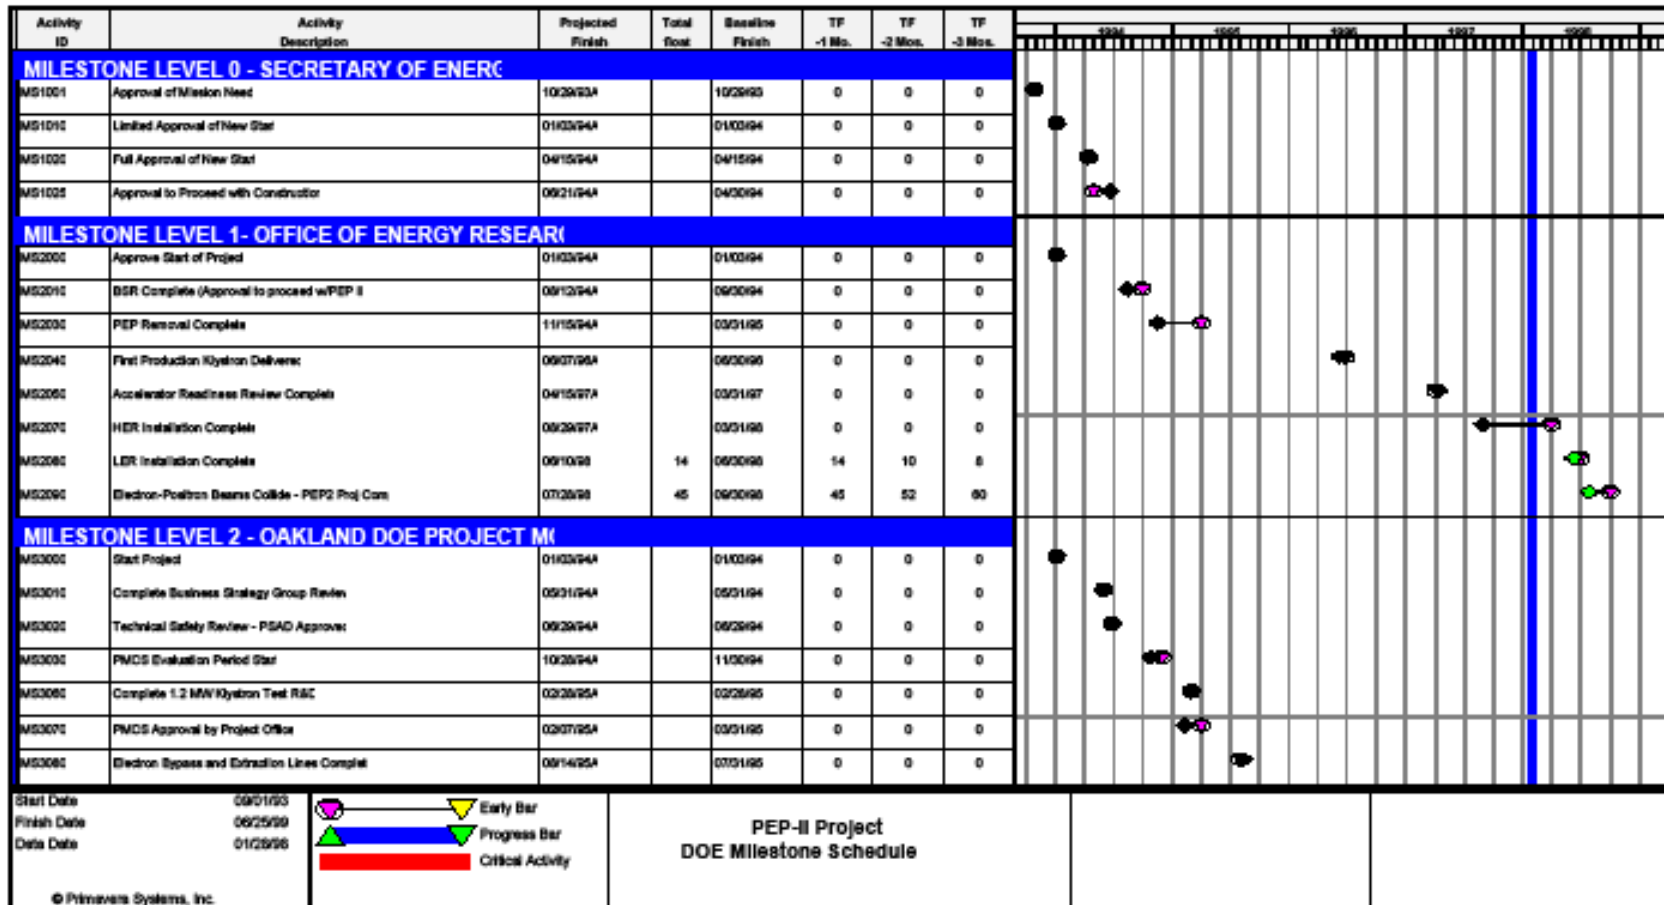 Activity Activity Projected Total Baseline TF TF TF
ID Description Finish float Finish -1 Mo. -2 Mos. -3 Mos. 1994 1995 1996 1997 1998
MILESTONE LEVEL 0 - SECRETARY OF ENERG
MS1001 Approval of Mission Need 10/29/93A 10/29/93 0 0 0
MS1010 Limited Approval of New Start 01/03/94A 01/03/94 0 0 0
MS1020 Full Approval of New Start 04/15/94A 04/15/94 0 0 0
MS1025 Approval to Proceed with Construction 06/21/94A 04/30/94 0 0 0
MILESTONE LEVEL 1- OFFICE OF ENERGY RESEAR
MS2000 Approve Start of Project 01/03/94A 01/03/94 0 0 0
MS2010 BSR Complete (Approval to proceed w/PEP II 08/12/94A 09/30/94 0 0 0
MS2030 PEP Removal Complete 11/15/94A 03/31/95 0 0 0
MS2040 First Production Klystron Delivered 06/07/96A 06/30/96 0 0 0
MS2060 Accelerator Readiness Review Complete 04/15/97A 03/31/97 0 0 0
MS2070 HER Installation Complete 08/29/97A 03/31/98 0 0 0
MS2080 LER Installation Complete 06/10/98 14 06/30/98 14 10 8
MS2090 Electron-Positron Beams Collide - PEP2 Proj Com 07/28/98 45 09/30/98 45 52 60
MILESTONE LEVEL 2 - OAKLAND DOE PROJECT M
MS3000 Start Project 01/03/94A 01/03/94 0 0 0
MS3010 Complete Business Strategy Group Review 05/31/94A 05/31/94 0 0 0
MS3020 Technical Safety Review - PSAD Approved 06/29/94A 06/29/94 0 0 0
MS3030 PMCS Evaluation Period Start 10/28/94A 11/30/94 0 0 0
MS3060 Complete 1.2 MW Klystron Test R&D 02/28/95A 02/28/95 0 0 0
MS3070 PMCS Approval by Project Office 02/07/95A 03/31/95 0 0 0
MS3080 Electron Bypass and Extraction Lines Complet 08/14/95A 07/31/95 0 0 0
Start Date 09/01/93
Finish Date 06/25/99
Data Date 01/28/98
© Primavera Systems, Inc.
Early Bar
Progress Bar
Critical Activity
PEP-II Project
DOE Milestone Schedule